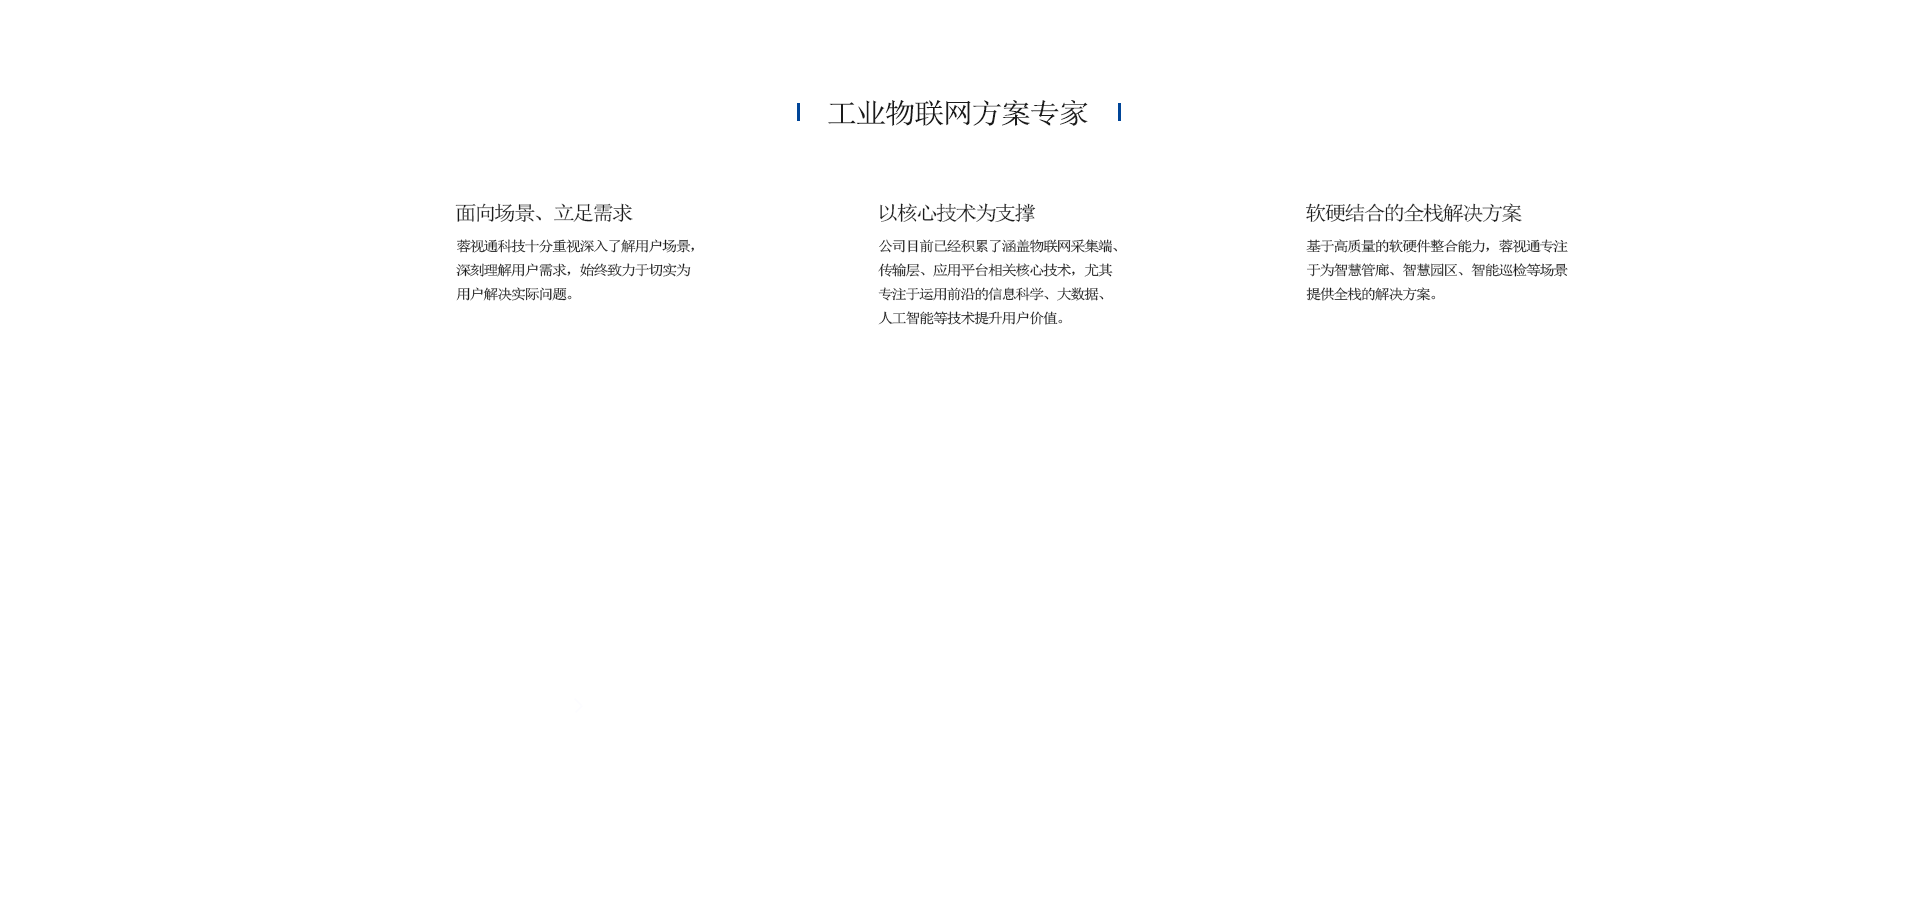 工业物联网方案专家
面向场景、立足需求
蓉视通科技十分重视深入了解用户场景，
深刻理解用户需求，始终致力于切实为
用户解决实际问题。
以核心技术为支撑
公司目前已经积累了涵盖物联网采集端、
传输层、应用平台相关核心技术，尤其
专注于运用前沿的信息科学、大数据、
人工智能等技术提升用户价值。
软硬结合的全栈解决方案
基于高质量的软硬件整合能力，蓉视通专注
于为智慧管廊、智慧园区、智能巡检等场景
提供全栈的解决方案。